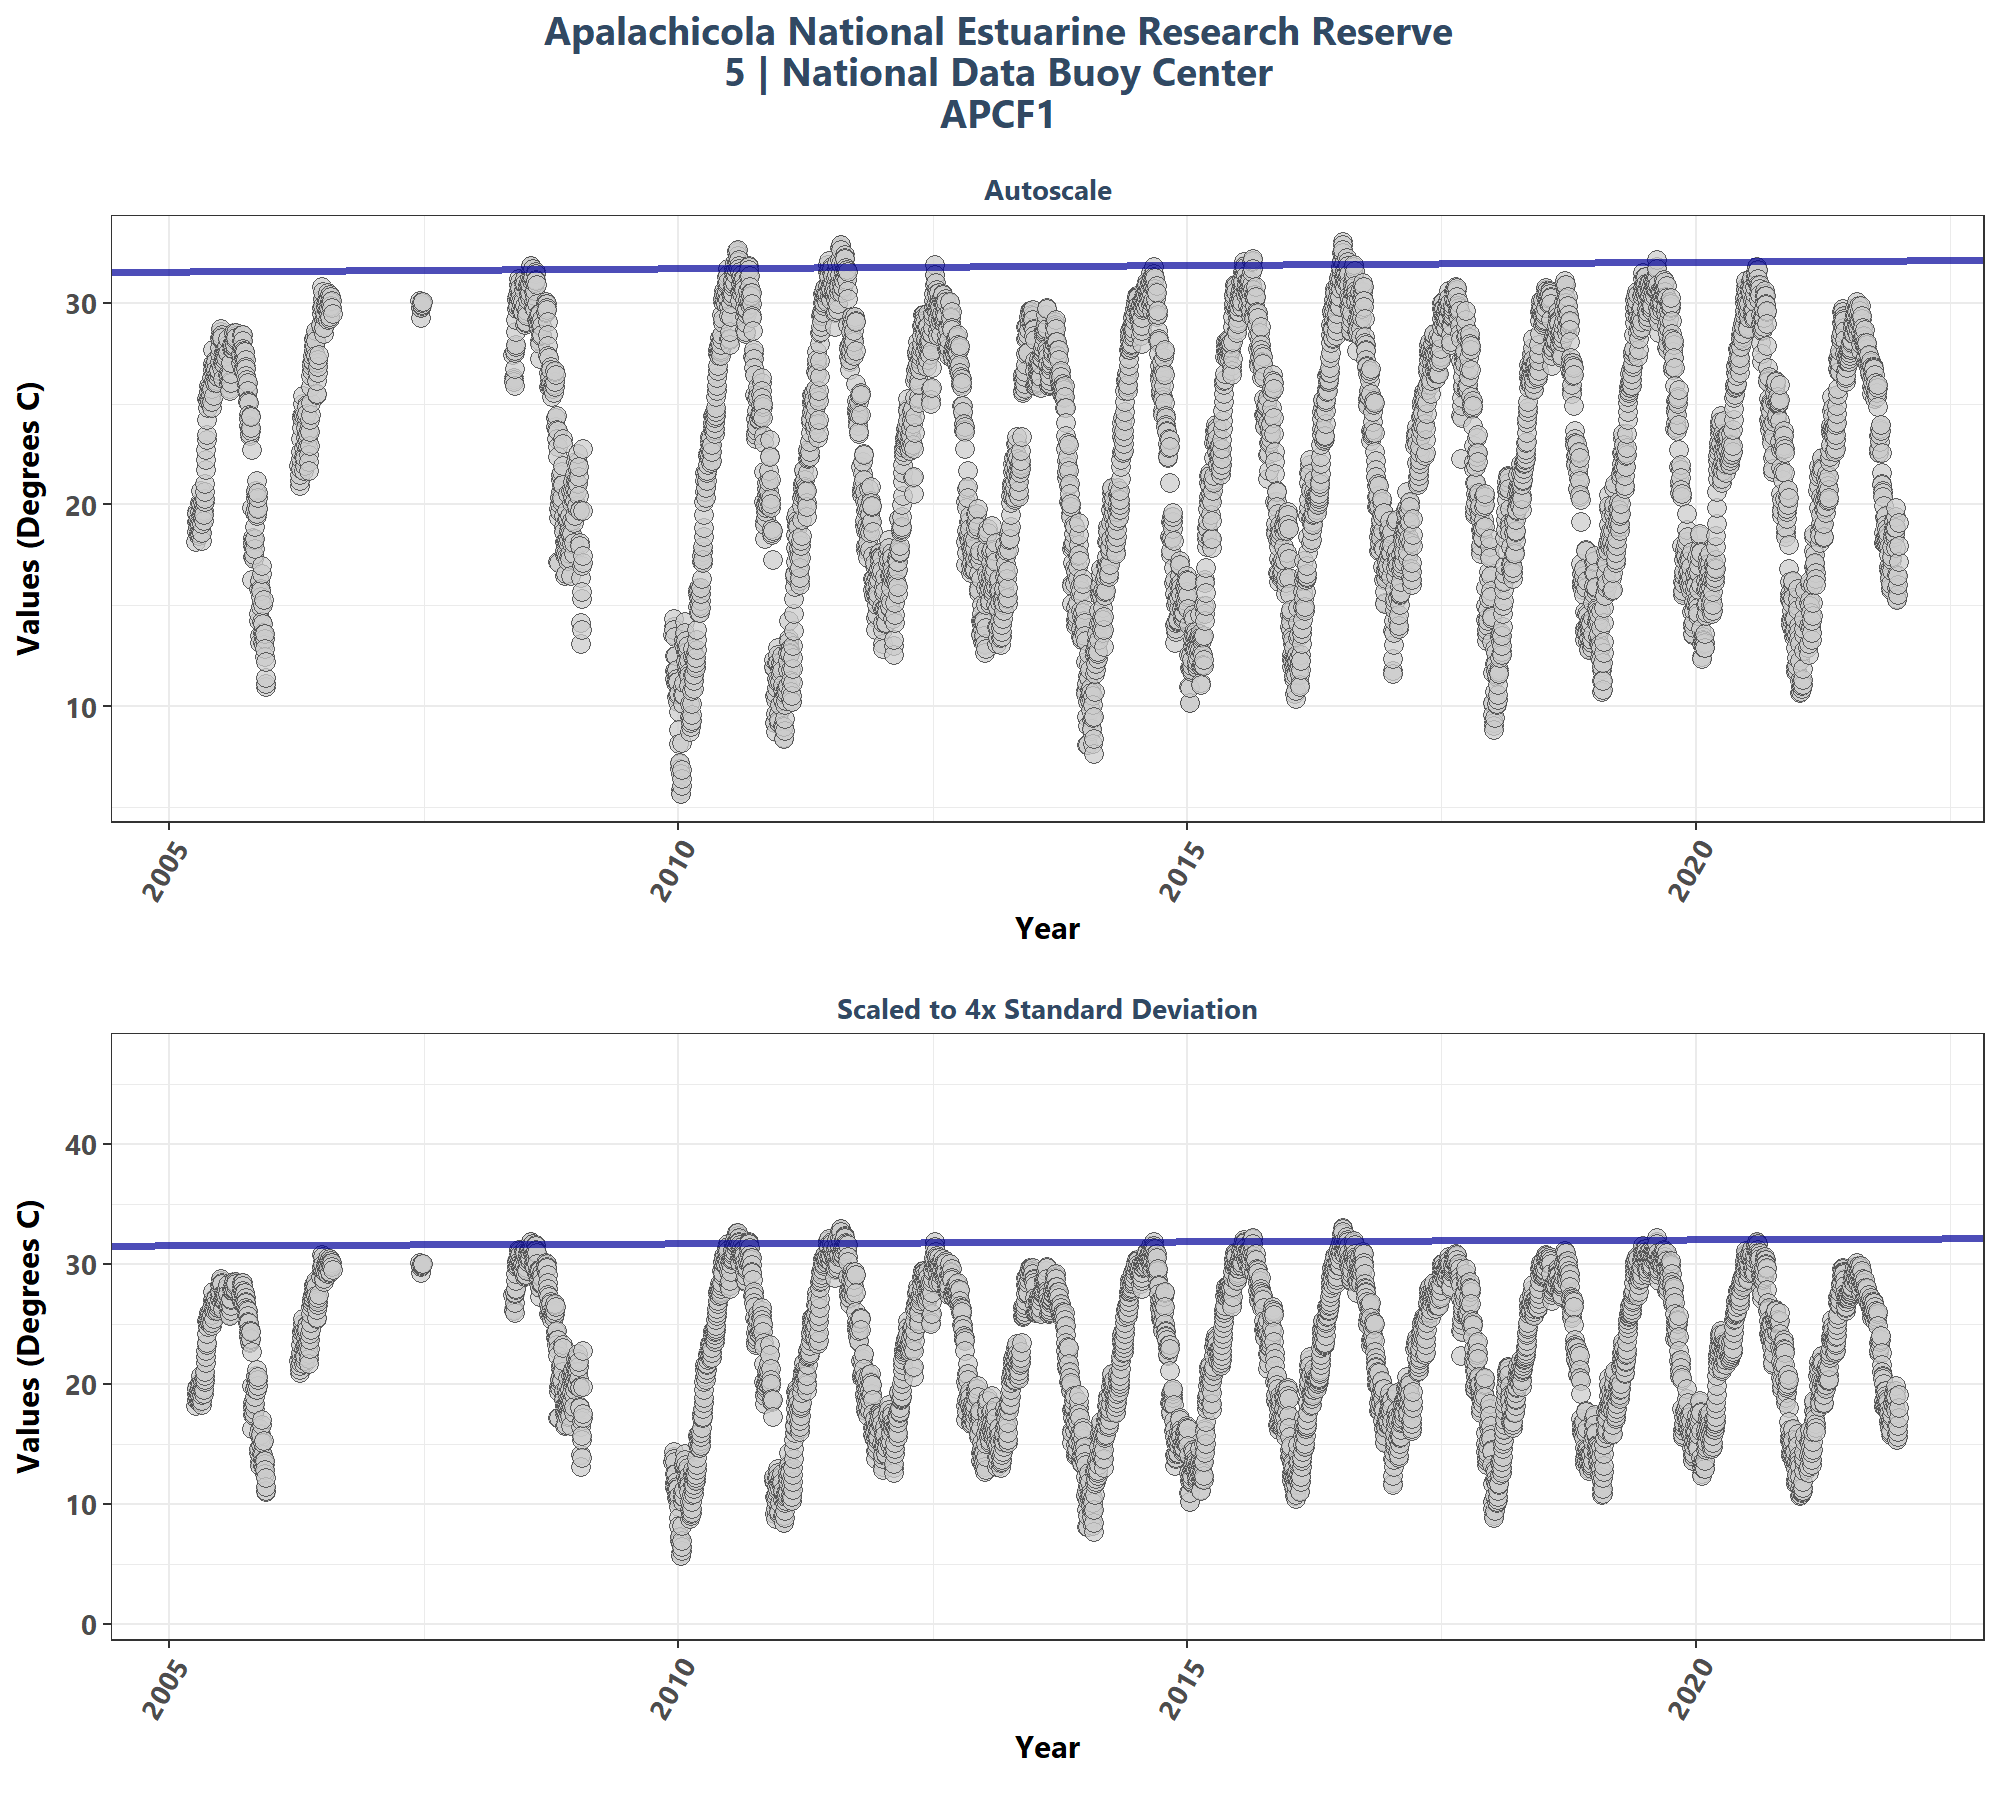 Apalachicola National Estuarine Research Reserve
5 | National Data Buoy Center
APCF1
Autoscale
Values (Degrees C)
30
20
10
2005
2010
2015
2020
Year
Scaled to 4x Standard Deviation
Values (Degrees C)
40
30
20
10
0
2005
2010
2015
2020
Year